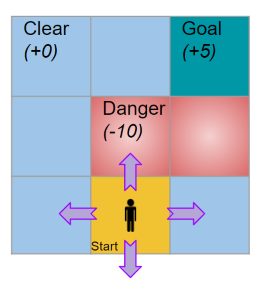 Clear
(+0)
Goal
(+5)
Danger
(-10)
Start